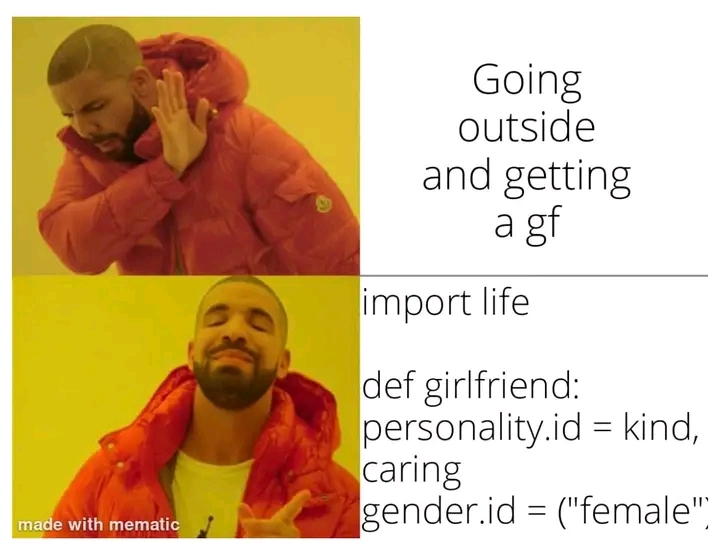 Going
outside
and getting
a gf
import life
def girlfriend:
personality.id = kind,
caring
gender.id = ("female")
made with mematic